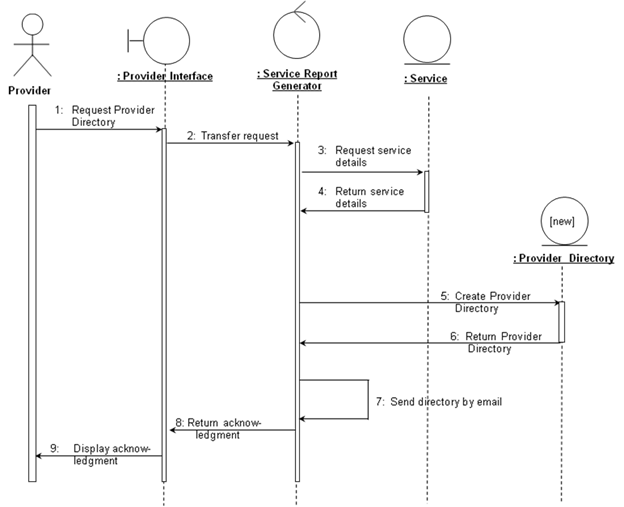 Provider
: Provider Interface
: Service Report
Generator
: Service
1: Request Provider
Directory
2: Transfer request
3: Request service
details
4: Return service
details
[new]
: Provider Directory
5: Create Provider
Directory
6: Return Provider
Directory
7: Send directory by email
8: Return acknow-
ledgment
9: Display acknow-
ledgment